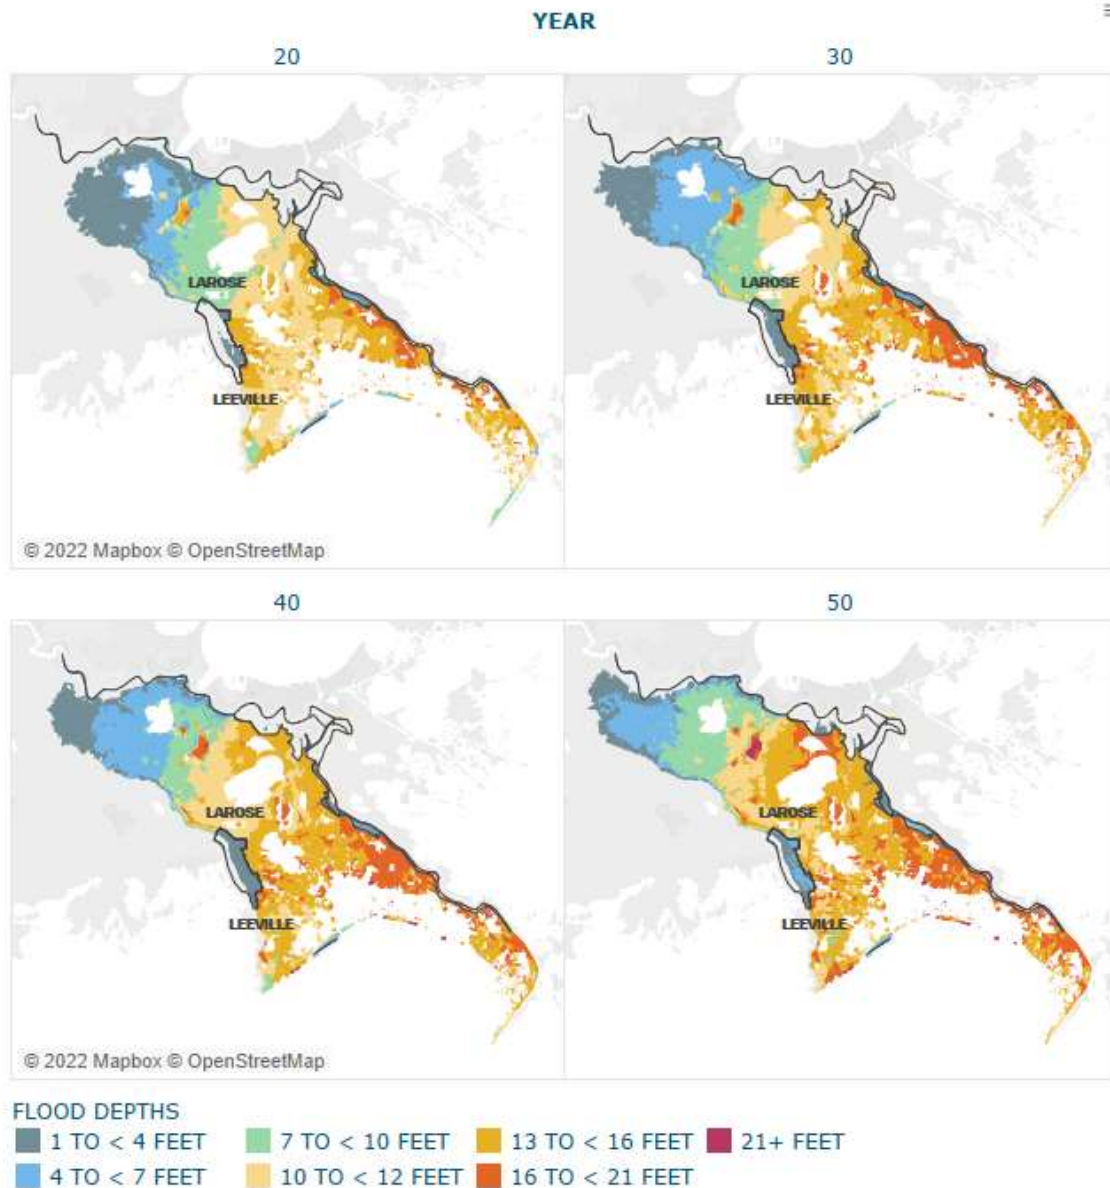 YEAR
20
30
LAROSE
LAROSE
LEEVILLE
LEEVILLE
© 2022 Mapbox © OpenStreetMap
40
50
LAROSE
LAROSE
LEEVILLE
LEEVILLE
© 2022 Mapbox © OpenStreetMap
FLOOD DEPTHS
1 TO < 4 FEET
7 TO < 10 FEET
13 TO < 16 FEET
21+ FEET
4 TO < 7 FEET
10 TO < 12 FEET
16 TO < 21 FEET